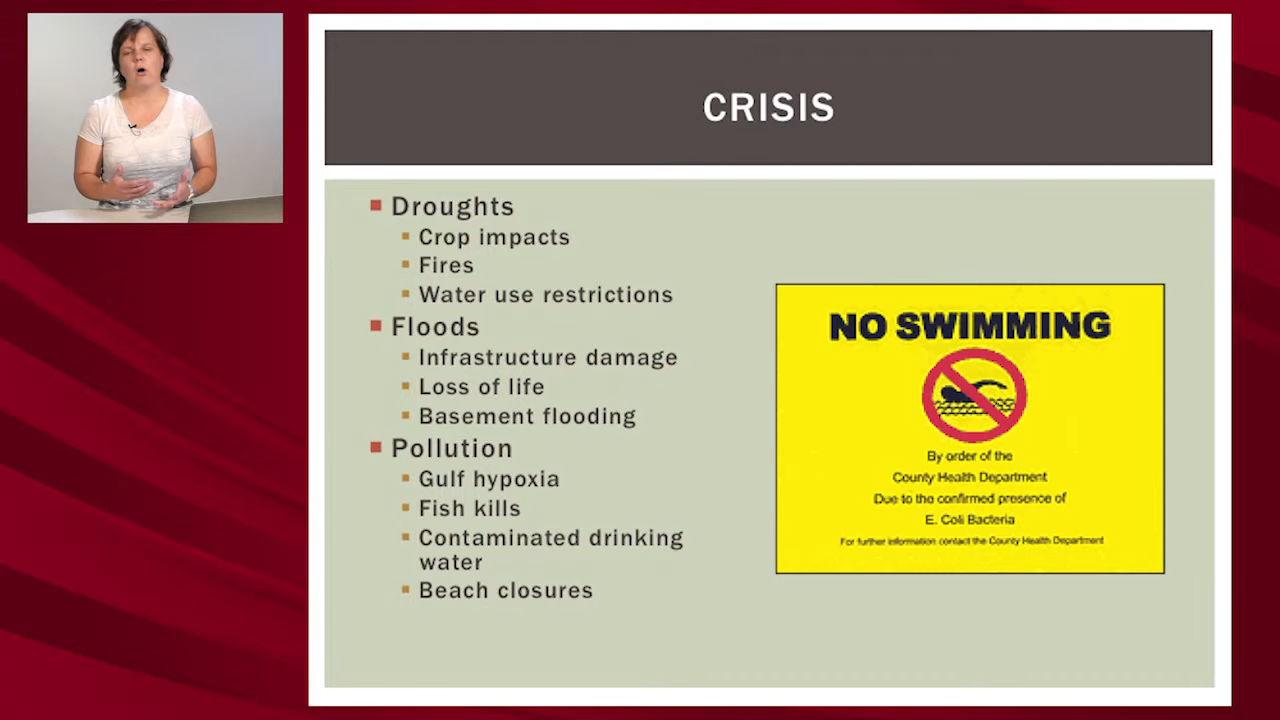 CRISIS
Droughts
Crop impacts
Fires
Water use restrictions
Floods
Infrastructure damage
Loss of life
Basement flooding
Pollution
Gulf hypoxia
Fish kills
Contaminated drinking
water
Beach closures
NO SWIMMING
By order of the
County Health Department
Due to the confirmed presence of
E. Coli Bacteria
For further information contact the County Health Department